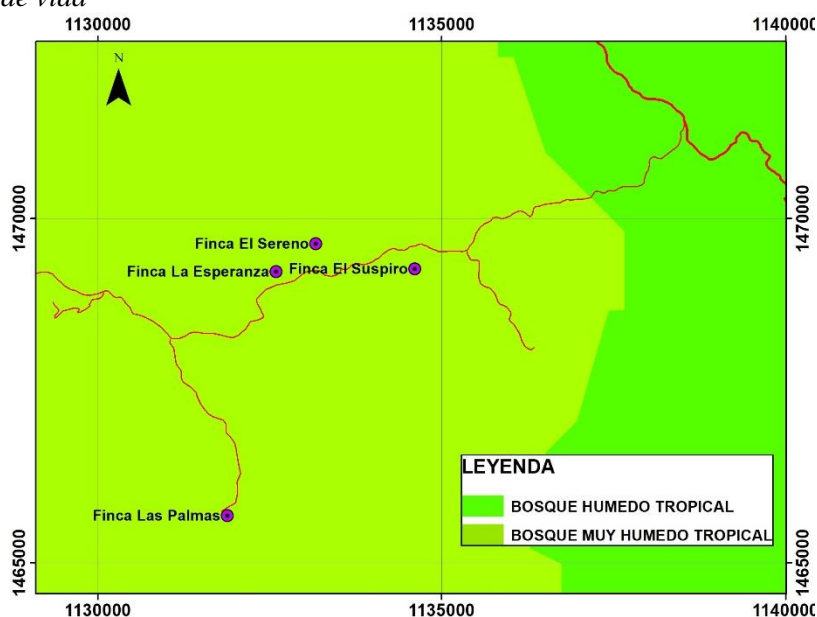 de vida
1130000 1135000 1140000
N
1470000 1470000
Finca El Sereno
Finca La Esperanza Finca El Suspiro
LEYENDA
BOSQUE HUMEDO TROPICAL
Finca Las Palmas
BOSQUE MUY HUMEDO TROPICAL
1465000 1465000
1130000 1135000 1140000